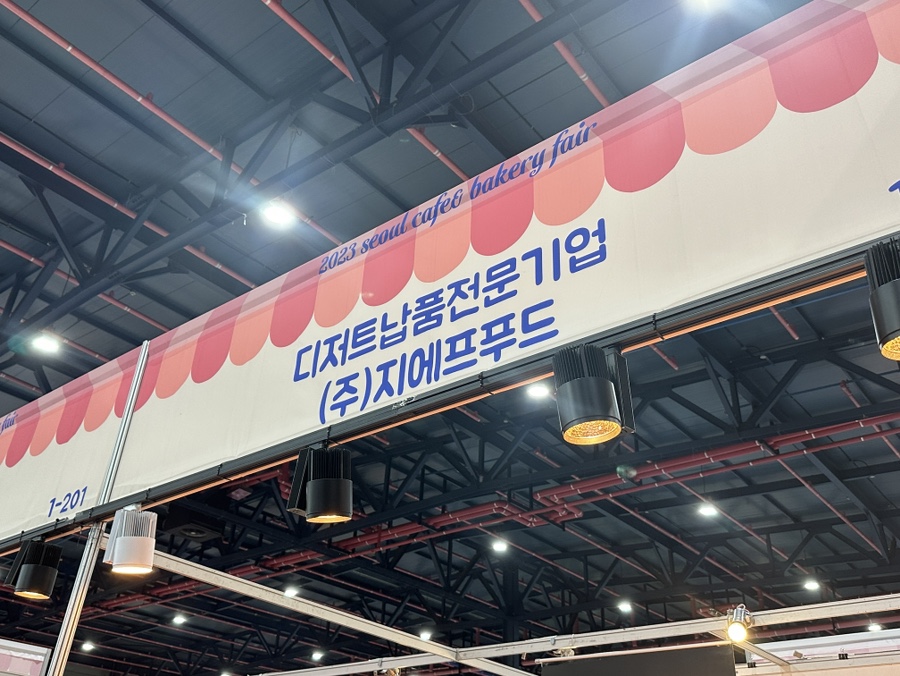 2023 seoul cafe& bakery fair
디저트납품전문기업
(주)지에프푸드
1-201